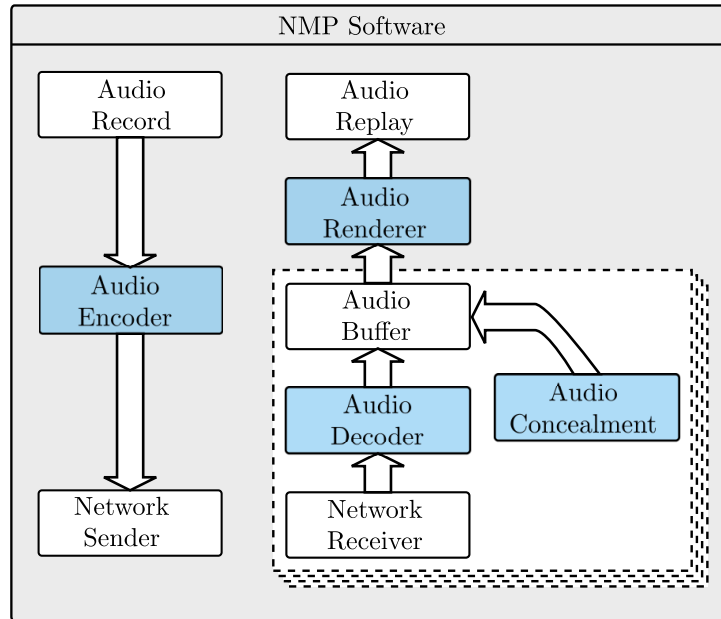 NMP Software
Audio
Record
Audio
Encoder
Network
Sender
Audio
Replay
Audio
Renderer
Audio
Buffer
Audio
Decoder
Audio
Concealment
Network
Receiver